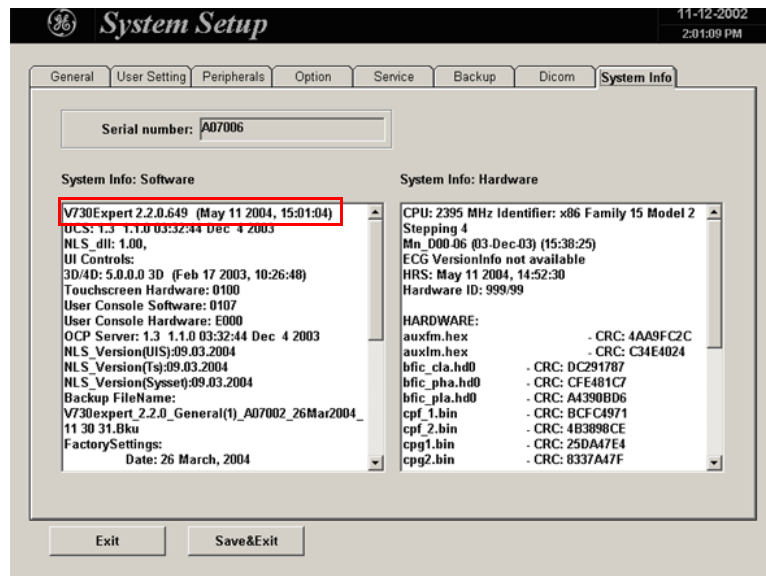 System Setup
11-12-2002
2:01:09 PM
General User Setting Peripherals Option Service Backup Dicom System Info
Serial number: A07006
System Info: Software
V730Expert 2.2.0.649 (May 11 2004, 15:01:04)
UCS: 1.3 1.1.0 03:32:44 Dec 4 2003
NLS_dll: 1.00,
UI Controls:
3D/4D: 5.0.0.0 3D (Feb 17 2003, 10:26:48)
Touchscreen Hardware: 0100
User Console Software: 0107
User Console Hardware: E000
OCP Server: 1.3 1.1.0 03:32:44 Dec 4 2003
NLS_Version(UIS):09.03.2004
NLS_Version(Ts):09.03.2004
NLS_Version(Sysset):09.03.2004
Backup FileName:
V730expert_2.2.0_General(1)_A07002_26Mar2004_
11 30 31.Bku
FactorySettings:
Date: 26 March, 2004
System Info: Hardware
CPU: 2395 MHz Identifier: x86 Family 15 Model 2
Stepping 4
Mn_D00-06 (03-Dec-03) (15:38:25)
ECG VersionInfo not available
HRS: May 11 2004, 14:52:30
Hardware ID: 999/99
HARDWARE:
auxfm.hex - CRC: 4AA9FC2C
auxlm.hex - CRC: C34E4024
bfic_cla.hd0 - CRC: DC291787
bfic_pha.hd0 - CRC: CFE481C7
bfic_pla.hd0 - CRC: A4390BD6
cpf_1.bin - CRC: BCFC4971
cpf_2.bin - CRC: 4B3898CE
cpg1.bin - CRC: 25DA47E4
cpg2.bin - CRC: 8337A47F
Exit Save&Exit